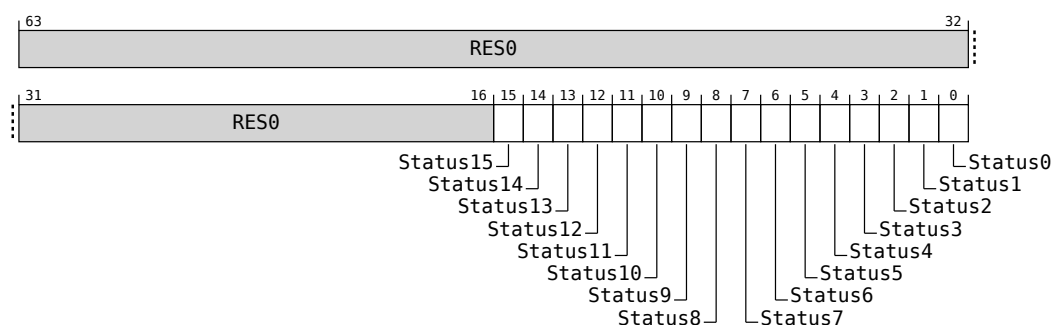 63 32
RES0
31 16 15 14 13 12 11 10 9 8 7 6 5 4 3 2 1 0
RES0
Status15 Status0
Status14 Status1
Status13 Status2
Status12 Status3
Status11 Status4
Status10 Status5
Status9 Status6
Status8 Status7